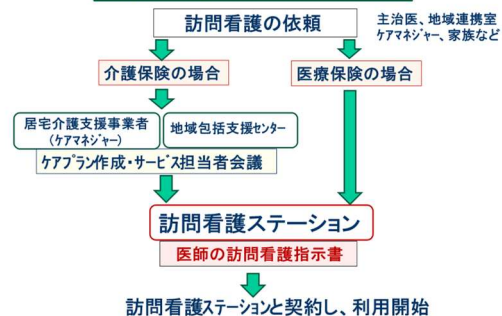 訪問看護の依頼
主治医、地域連携室
ケアマネジャー、家族など
介護保険の場合
医療保険の場合
居宅介護支援事業者
(ケアマネジャー)
地域包括支援センター
ケアプラン作成・サービス担当者会議
訪問看護ステーション
医師の訪問看護指示書
訪問看護ステーションと契約し、利用開始